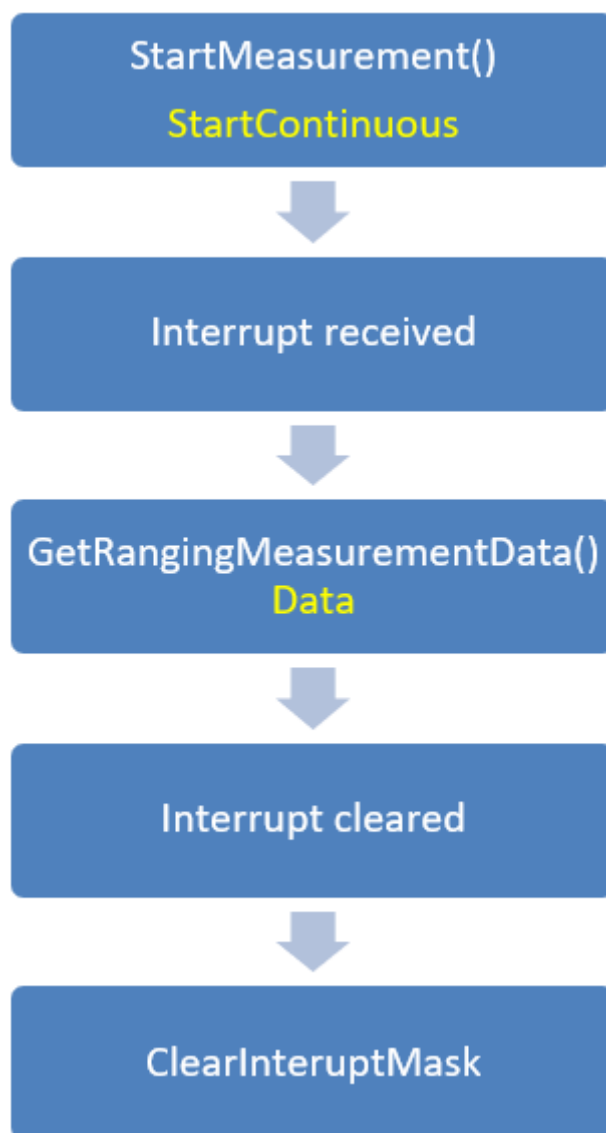 StartMeasurement()
StartContinuous
Interrupt received
GetRangingMeasurementData()
Data
Interrupt cleared
ClearInteruptMask